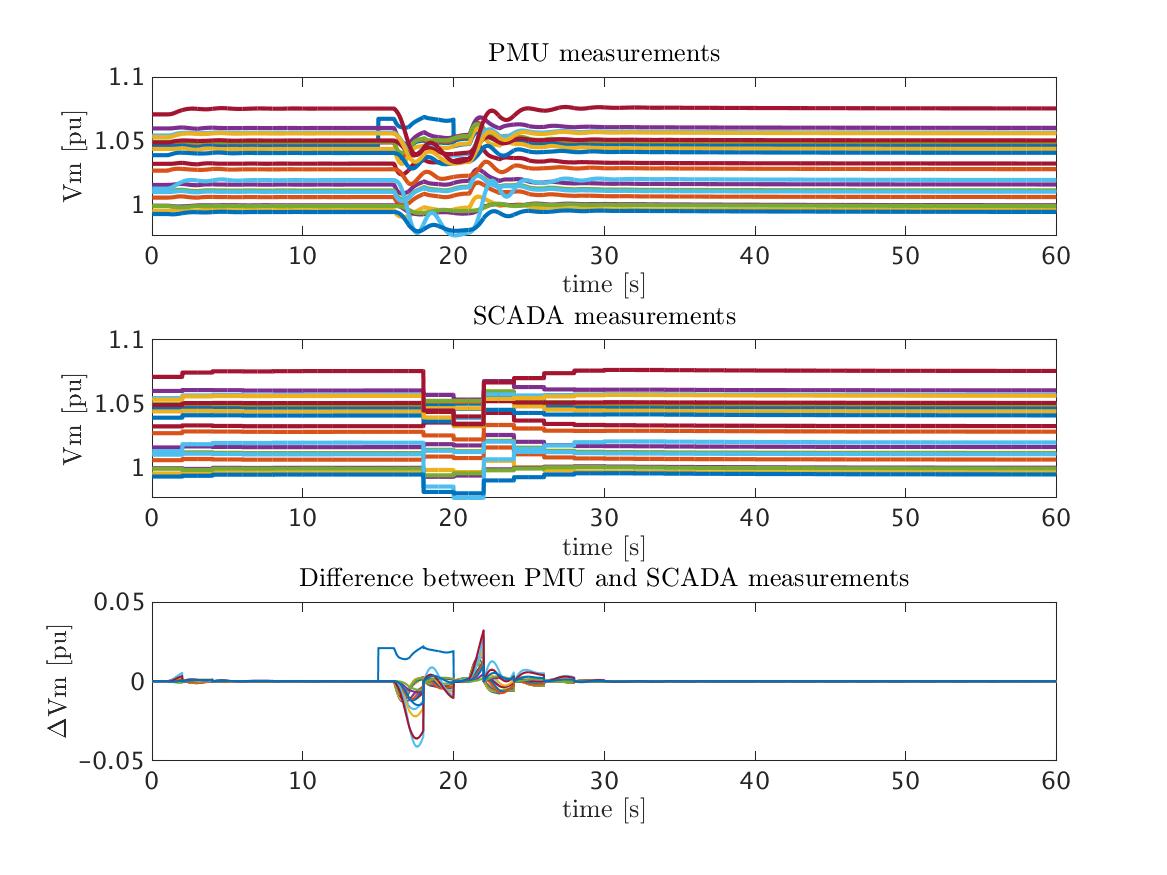 PMU measurements
1.1
1.05
1
Vm [pu]
0 10 20 30 40 50 60
time [s]
SCADA measurements
1.1
1.05
1
Vm [pu]
0 10 20 30 40 50 60
time [s]
Difference between PMU and SCADA measurements
0.05
0
-0.05
ΔVm [pu]
0 10 20 30 40 50 60
time [s]